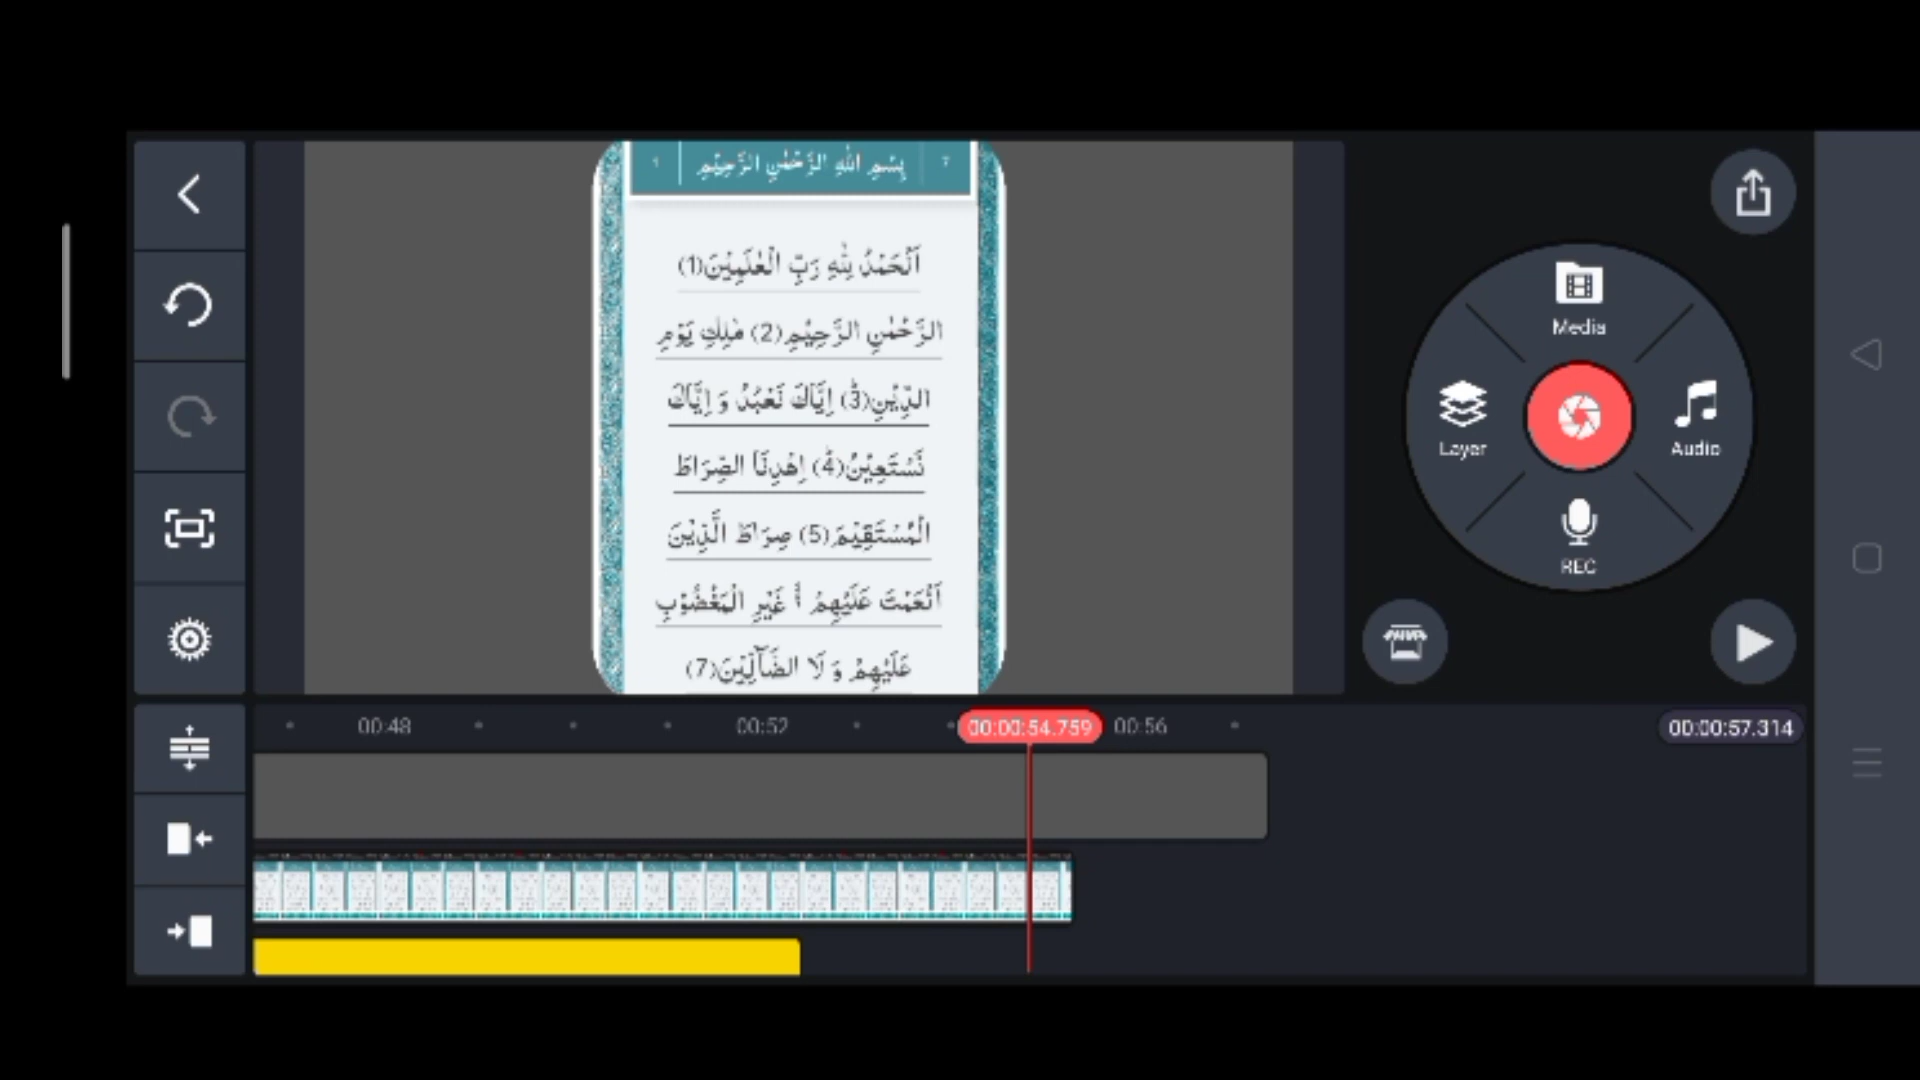 بِسْمِ اللهِ الرَّحْمٰنِ الرَّحِيْمِ
اَلْحَمْدُ لِلّٰهِ رَبِّ الْعٰلَمِيْنَ(1)
الرَّحْمٰنِ الرَّحِيْمِ(2) مٰلِكِ يَوْمِ
الدِّيْنِ(3) اِيَّاكَ نَعْبُدُ وَ اِيَّاكَ
نَسْتَعِيْنُ(4) اِهْدِنَا الصِّرَاطَ
الْمُسْتَقِيْمَ(5) صِرَاطَ الَّذِيْنَ
اَنْعَمْتَ عَلَيْهِمْ غَيْرِ الْمَغْضُوْبِ
عَلَيْهِمْ وَ لَا الضَّآلِّيْنَ(7)
Media
Layer
Audio
REC
00:48
00:52
00:00:54.759
00:56
00:00:57.314